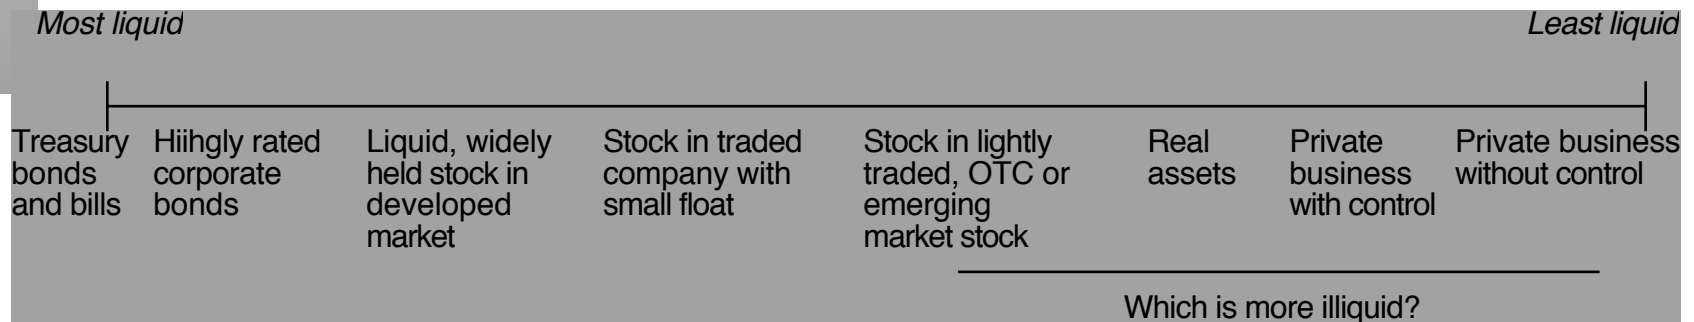 Most liquid
Least liquid
Treasury
bonds
and bills
Hiihgly rated
corporate
bonds
Liquid, widely
held stock in
developed
market
Stock in traded
company with
small float
Stock in lightly
traded, OTC or
emerging
market stock
Real
assets
Private
business
with control
Private business
without control
Which is more illiquid?